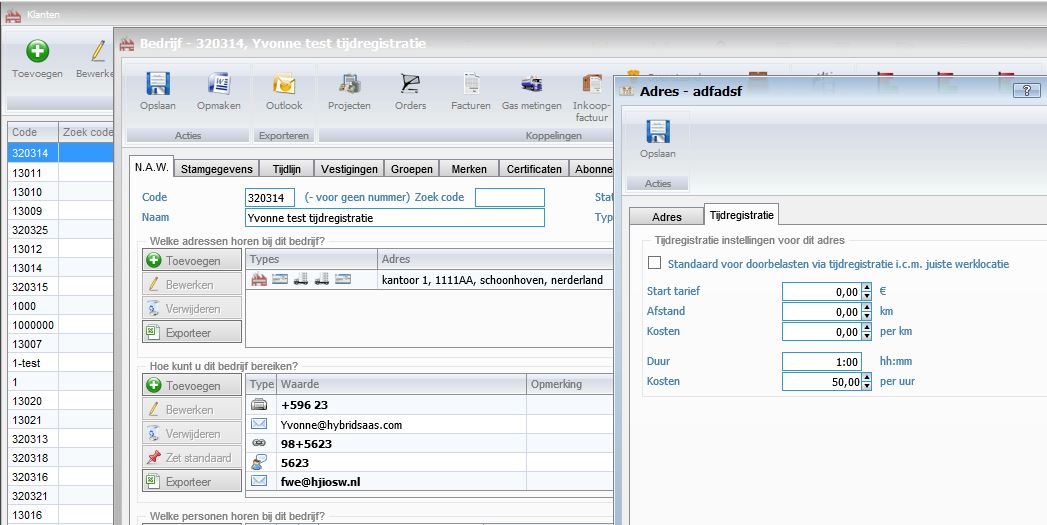 Klanten
Toevoegen
Bewerke
Code
Zoek code
320314
13011
13010
13009
320325
13012
13014
320315
1000
1000000
13007
1-test
1
13020
13021
320313
320318
320316
320321
13016
Bedrijf - 320314, Yvonne test tijdregistratie
Opslaan
Opmaken
Outlook
Projecten
Orders
Facturen
Gas metingen
Inkoop-
factuur
Acties
Exporteren
Koppelingen
N.A.W.
Stamgegevens
Tijdlijn
Vestigingen
Groepen
Merken
Certificaten
Abonne
Code
320314
(- voor geen nummer)
Zoek code
Stat
Naam
Yvonne test tijdregistratie
Typ
Welke adressen horen bij dit bedrijf?
Toevoegen
Bewerken
Verwijderen
Exporteer
Types
Adres
kantoor 1, 1111AA, schoonhoven, nerderland
Hoe kunt u dit bedrijf bereiken?
Toevoegen
Bewerken
Verwijderen
Zet standaard
Exporteer
Type
Waarde
Opmerking
+596 23
Yvonne@hybridsaas.com
98+5623
5623
fwe@hjiosw.nl
Welke personen horen bij dit bedrijf?
Adres - adfadsf
?
Opslaan
Acties
Adres
Tijdregistratie
Tijdregistratie instellingen voor dit adres
Standaard voor doorbelasten via tijdregistratie i.c.m. juiste werklocatie
Start tarief 0,00 €
Afstand 0,00 km
Kosten 0,00 per km
Duur 1:00 hh:mm
Kosten 50,00 per uur